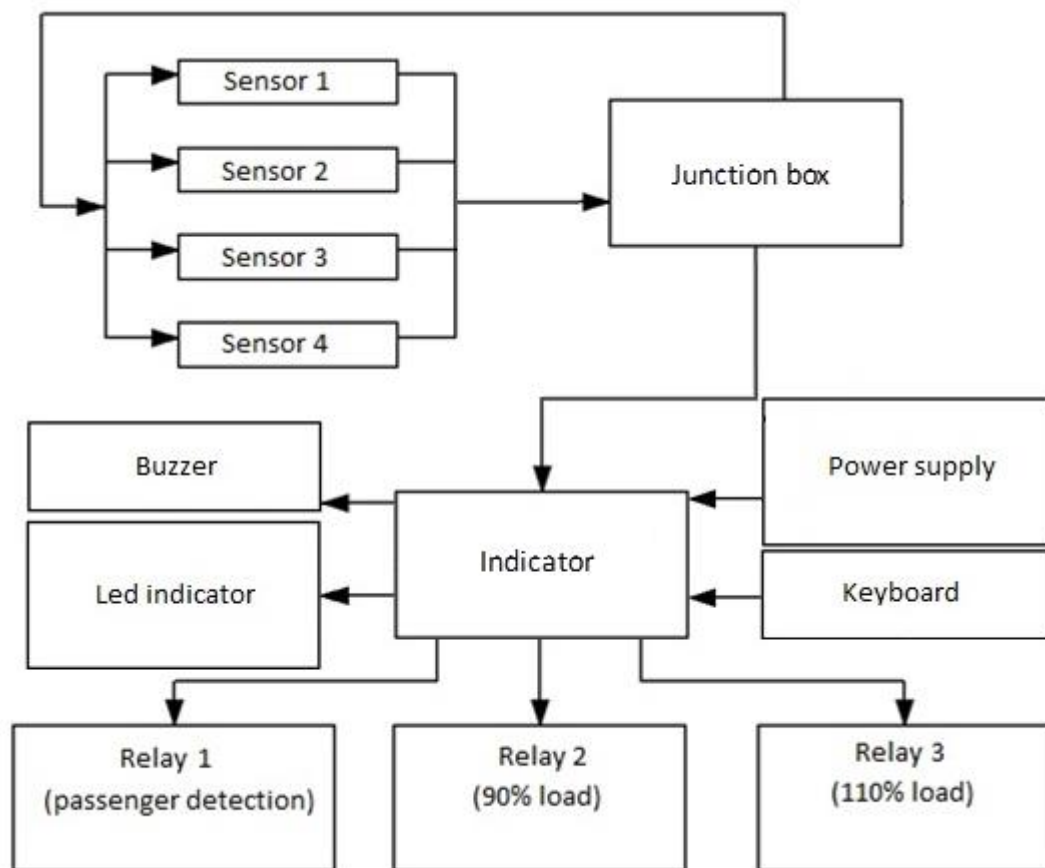 Sensor 1
Sensor 2
Sensor 3
Sensor 4
Junction box
Buzzer
Led indicator
Indicator
Power supply
Keyboard
Relay 1
(passenger detection)
Relay 2
(90% load)
Relay 3
(110% load)